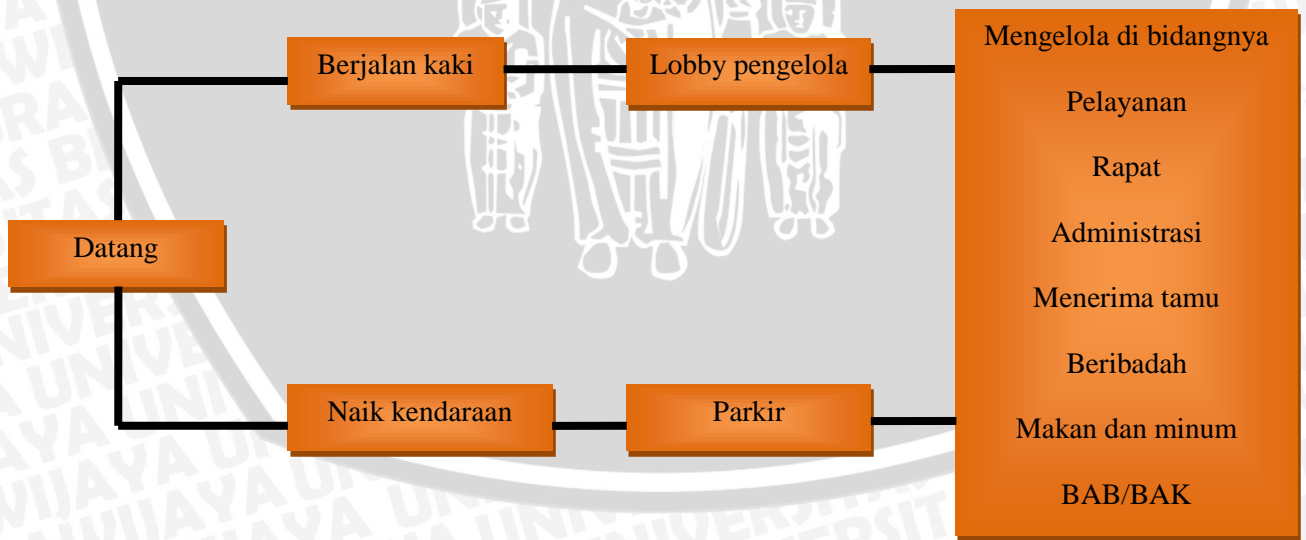 Berjalan kaki
Lobby pengelola
Datang
Naik kendaraan
Parkir
Mengelola di bidangnya
Pelayanan
Rapat
Administrasi
Menerima tamu
Beribadah
Makan dan minum
BAB/BAK